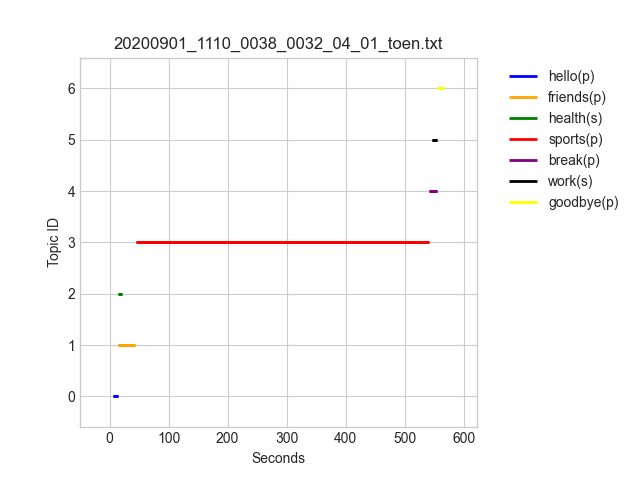 20200901_1110_0038_0032_04_01_toen.txt
hello(p)
friends(p)
health(s)
sports(p)
break(p)
work(s)
goodbye(p)
Topic ID
6
5
4
3
2
1
0
0 100 200 300 400 500 600
Seconds